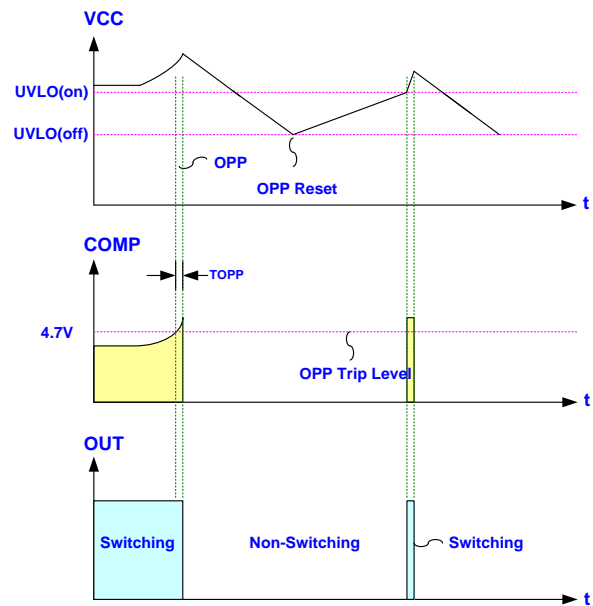 VCC
UVLO(on)
UVLO(off)
OPP
OPP Reset
t
COMP
TOPP
4.7V
OPP Trip Level
t
OUT
Switching
Non-Switching
Switching
t